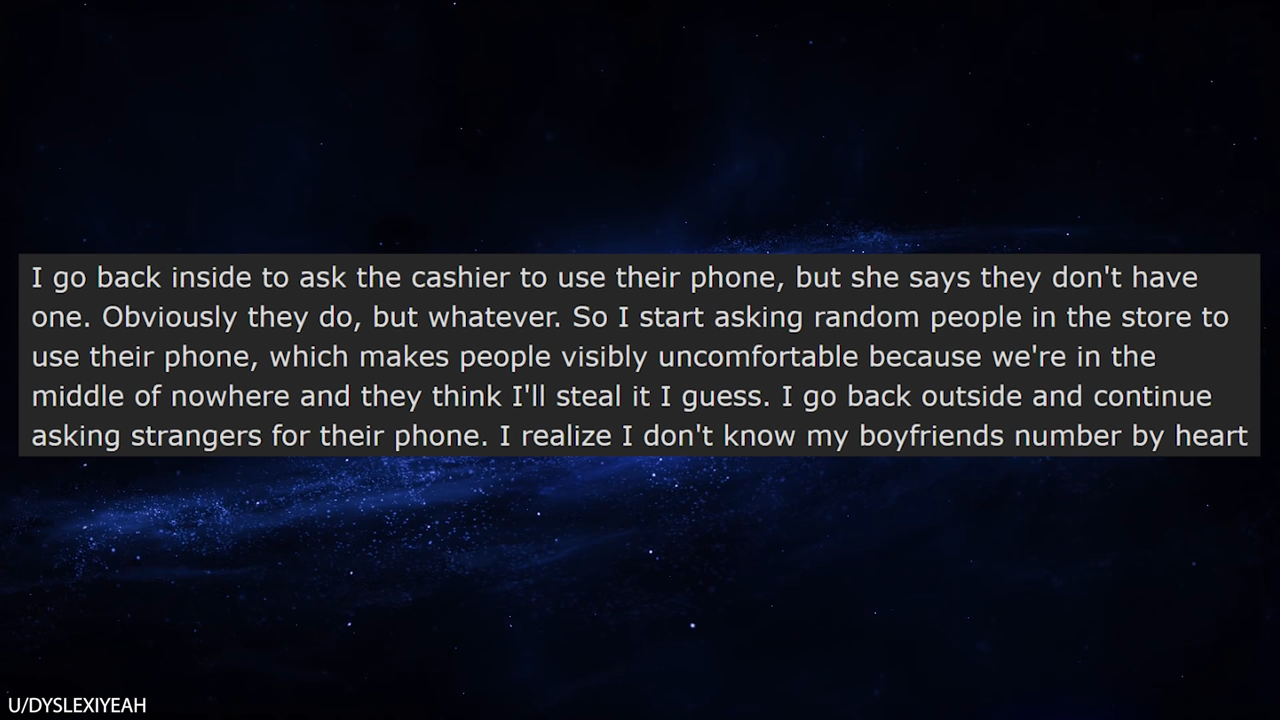 I go back inside to ask the cashier to use their phone, but she says they don't have
one. Obviously they do, but whatever. So I start asking random people in the store to
use their phone, which makes people visibly uncomfortable because we're in the
middle of nowhere and they think I'll steal it I guess. I go back outside and continue
asking strangers for their phone. I realize I don't know my boyfriends number by heart
U/DYSLEXIYEAH